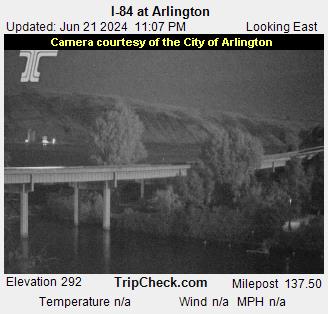 I-84 at Arlington
Updated: Jun 21 2024 11:07 PM Looking East
Camera courtesy of the City of Arlington
Elevation 292 TripCheck.com Milepost 137.50
Temperature n/a Wind n/a MPH n/a